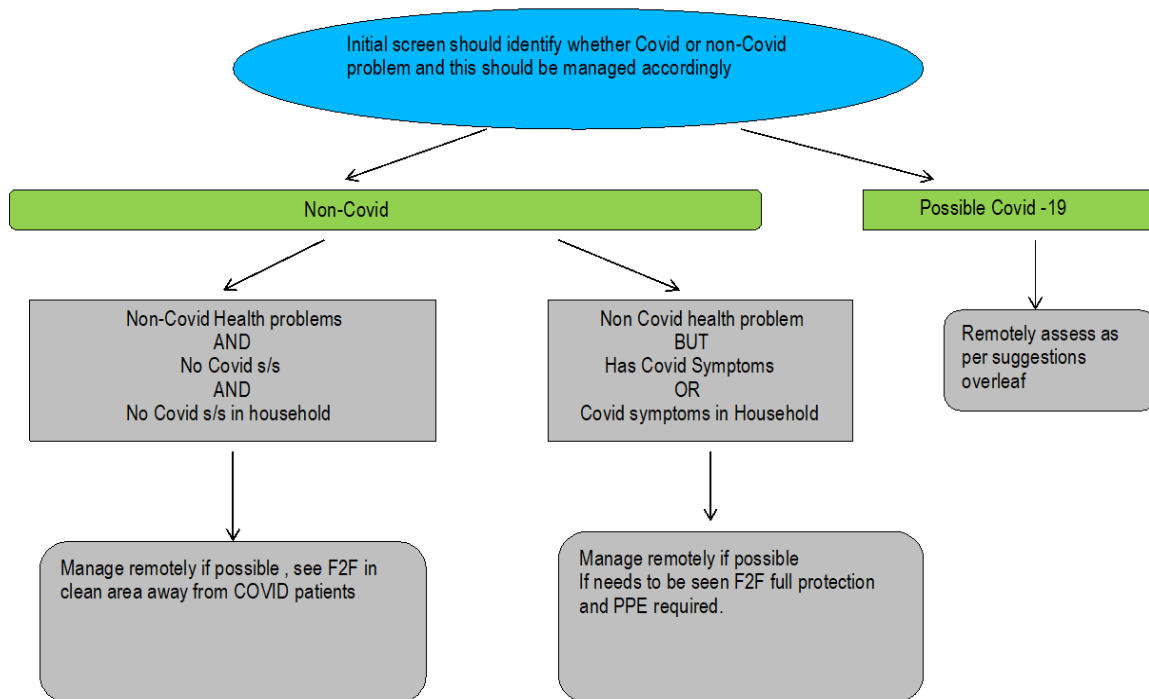 Initial screen should identify whether Covid or non-Covid
problem and this should be managed accordingly
Non-Covid
Possible Covid -19
Non-Covid Health problems
AND
No Covid s/s
AND
No Covid s/s in household
Non Covid health problem
BUT
Has Covid Symptoms
OR
Covid symptoms in Household
Remotely assess as
per suggestions
overleaf
Manage remotely if possible , see F2F in
clean area away from COVID patients
Manage remotely if possible
If needs to be seen F2F full protection
and PPE required.